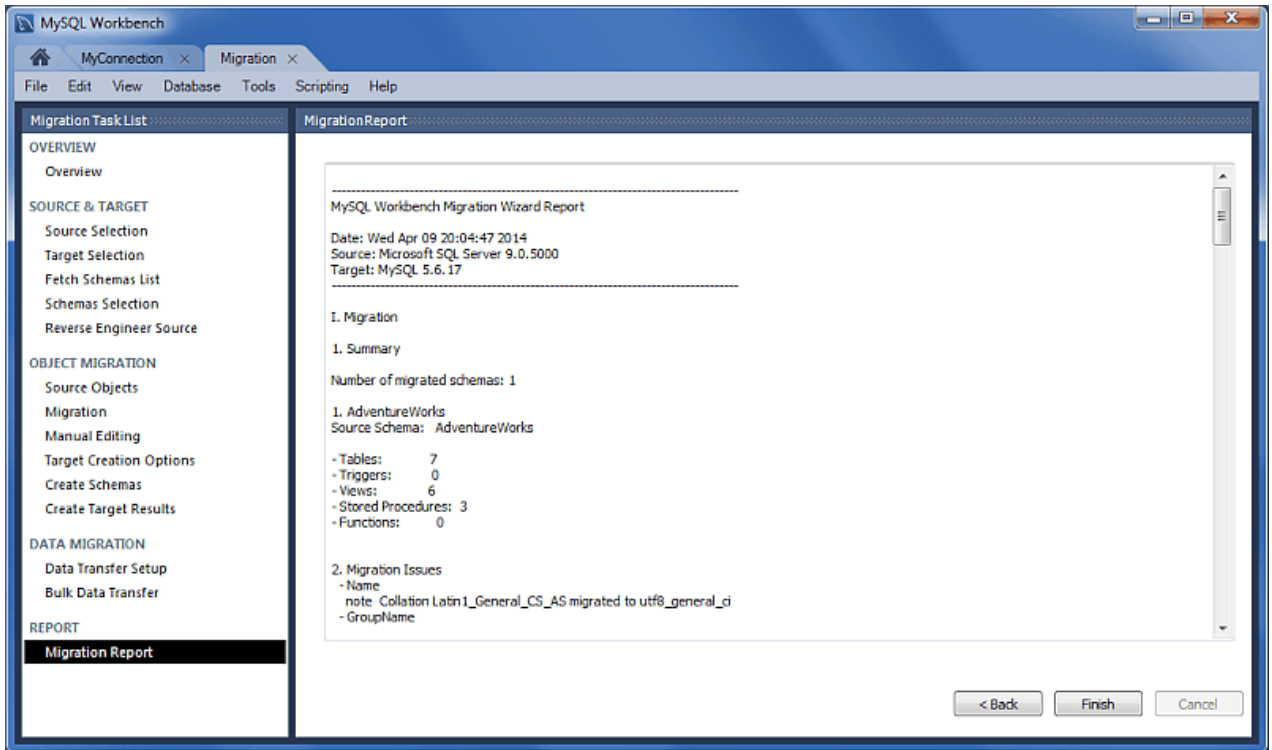 MySQL Workbench
MyConnection
Migration
File Edit View Database Tools Scripting Help
Migration Task List
OVERVIEW
Overview
SOURCE & TARGET
Source Selection
Target Selection
Fetch Schemas List
Schemas Selection
Reverse Engineer Source
OBJECT MIGRATION
Source Objects
Migration
Manual Editing
Target Creation Options
Create Schemas
Create Target Results
DATA MIGRATION
Data Transfer Setup
Bulk Data Transfer
REPORT
Migration Report
Migration Report
MySQL Workbench Migration Wizard Report
Date: Wed Apr 09 20:04:47 2014
Source: Microsoft SQL Server 9.0.5000
Target: MySQL 5.6.17
I. Migration
1. Summary
Number of migrated schemas: 1
1. AdventureWorks
Source Schema: AdventureWorks
- Tables: 7
- Triggers: 0
- Views: 6
- Stored Procedures: 3
- Functions: 0
2. Migration Issues
- Name
note Collation Latin1_General_CS_AS migrated to utf8_general_ci
- GroupName
< Back Finish Cancel